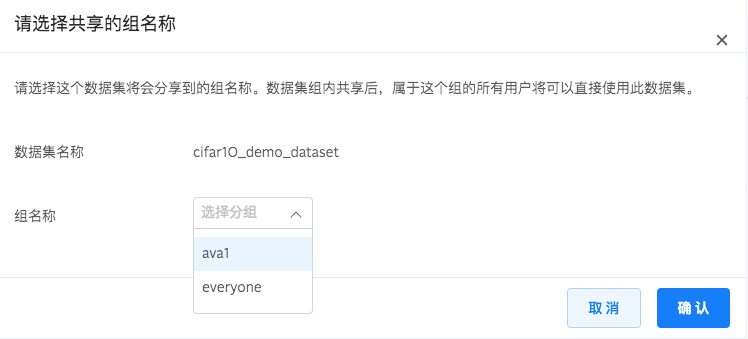 请选择共享的组名称
请选择这个数据集将会分享到的组名称。数据集组内共享后，属于这个组的所有用户将可以直接使用此数据集。
数据集名称 cifar10_demo_dataset
组名称 选择分组
ava1
everyone
取消 确认